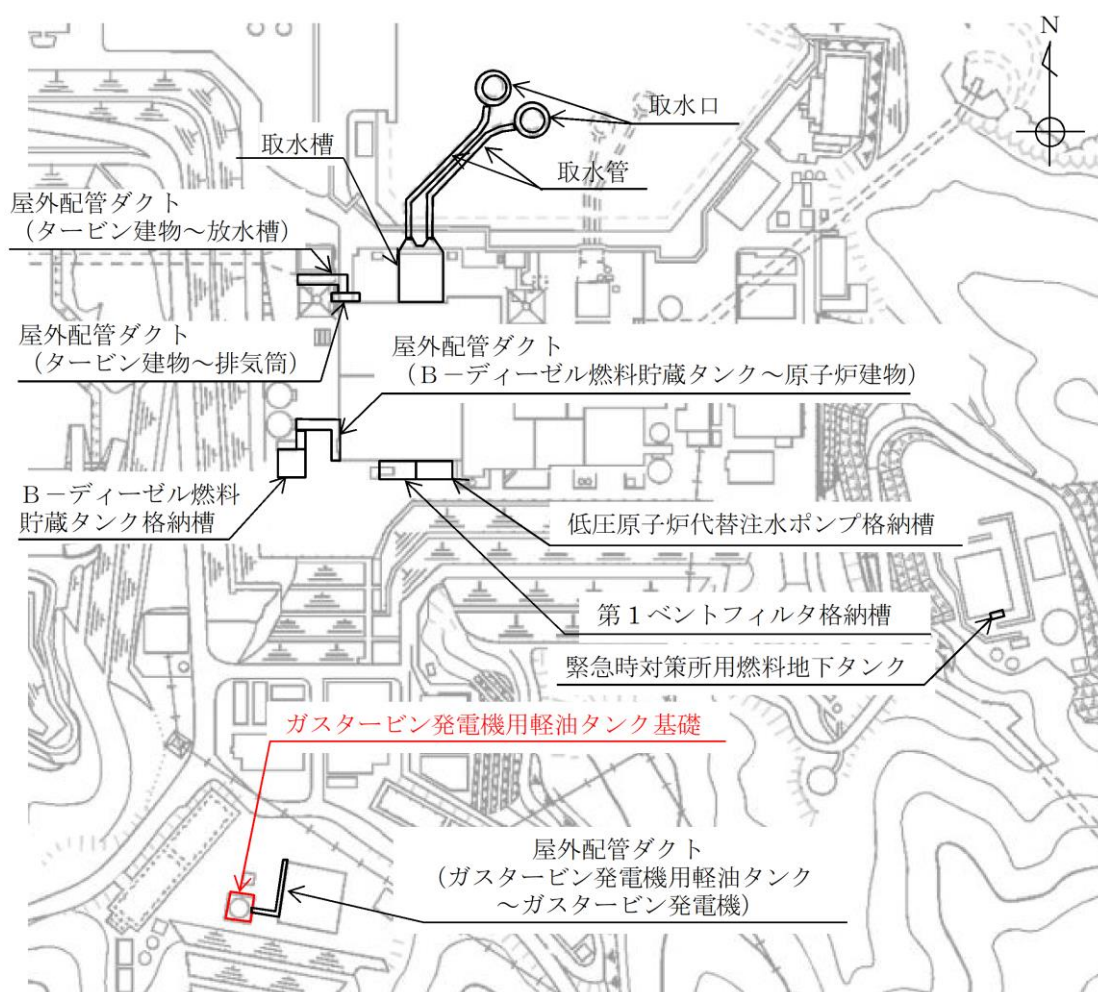 N
取水口
取水槽
取水管
屋外配管ダクト
(タービン建物~放水槽)
屋外配管ダクト
(タービン建物~排気筒)
屋外配管ダクト
(B-ディーゼル燃料貯蔵タンク~原子炉建物)
B-ディーゼル燃料
貯蔵タンク格納槽
低圧原子炉代替注水ポンプ格納槽
第1ベントフィルタ格納槽
緊急時対策所用燃料地下タンク
ガスタービン発電機用軽油タンク基礎
屋外配管ダクト
(ガスタービン発電機用軽油タンク
~ガスタービン発電機)